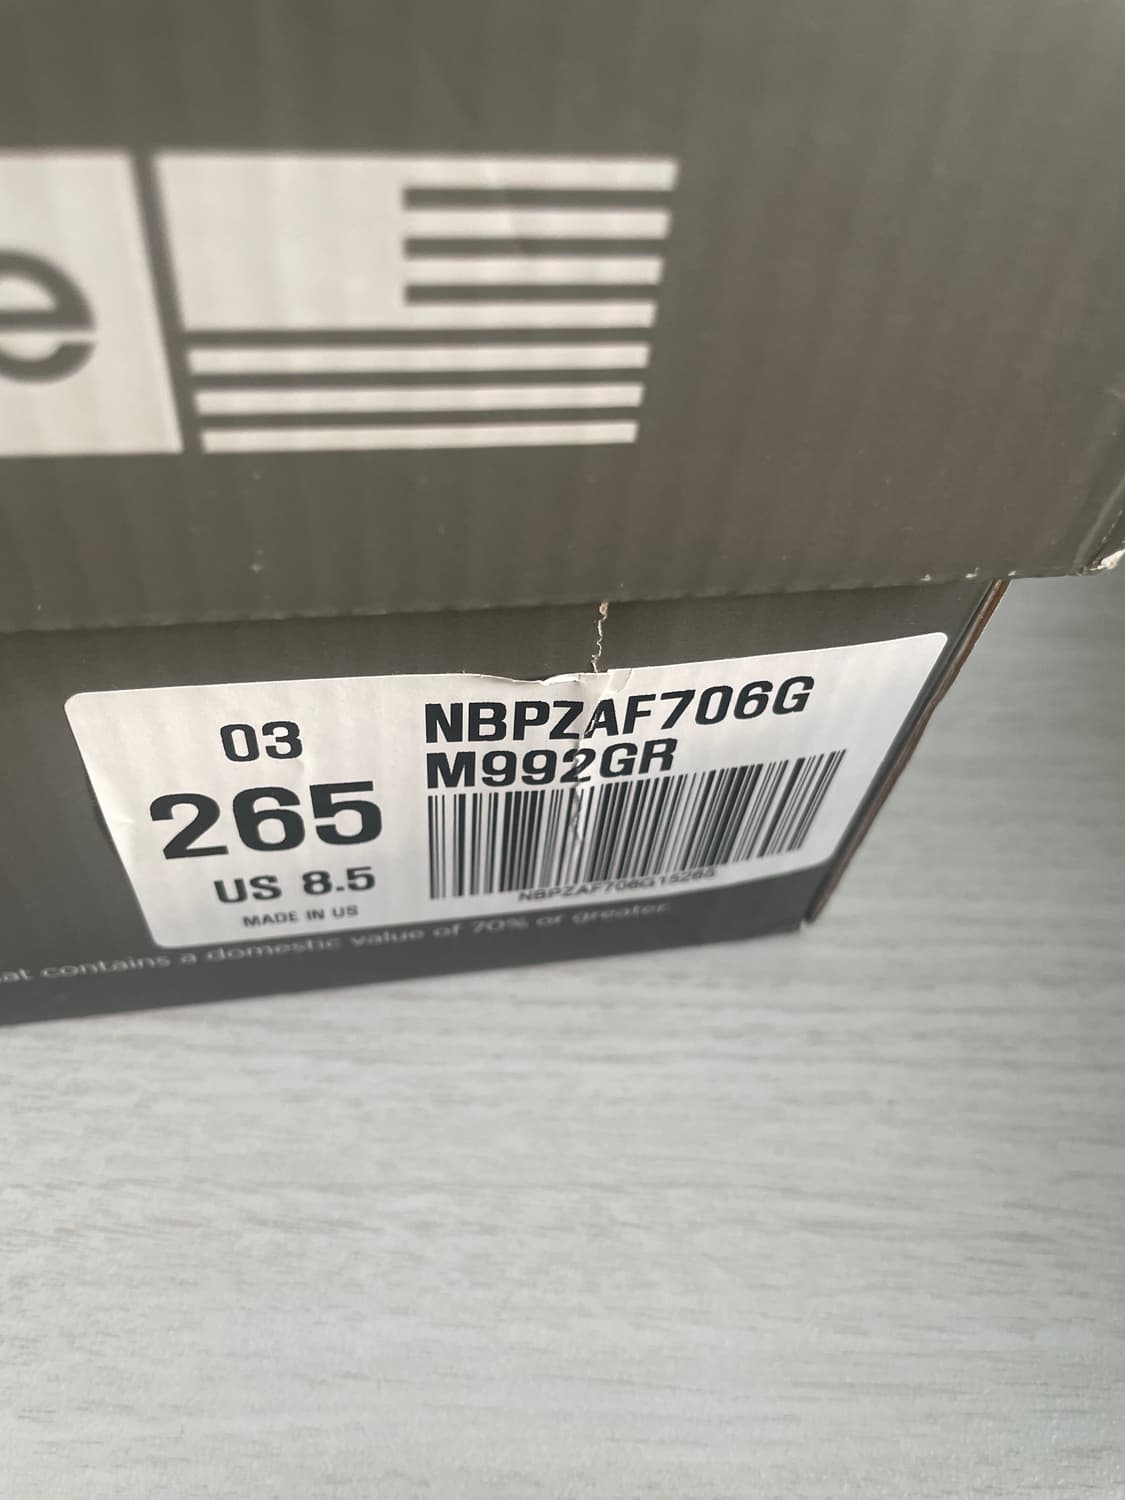 e
03
NBPZAF706G
M992GR
265
US 8.5
MADE IN US
NBPZAF706G15265
at contains a domestic value of 70% or greater.